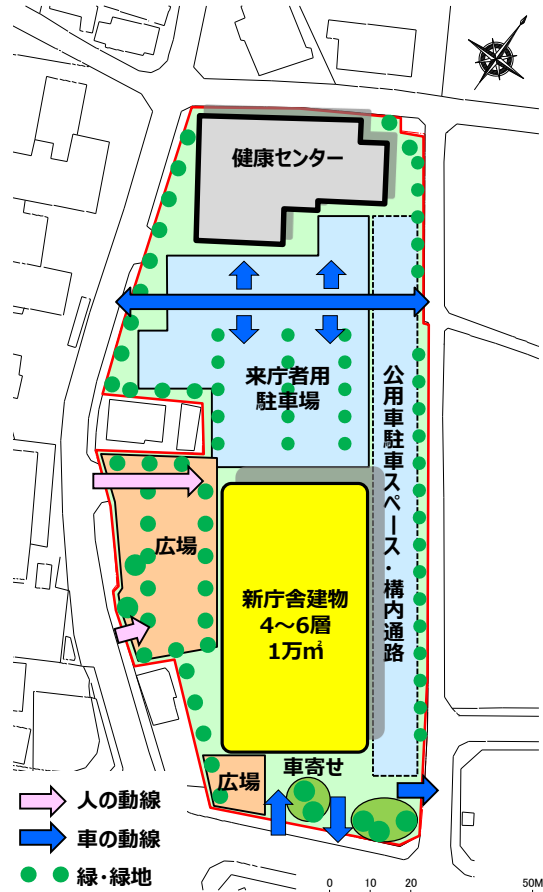 健康センター
来庁者用
駐車場
公用車駐車スペース・構内通路
広場
新庁舎建物
4～6層
1万㎡
広場
車寄せ
人の動線
車の動線
緑・緑地
0 10 20 50M